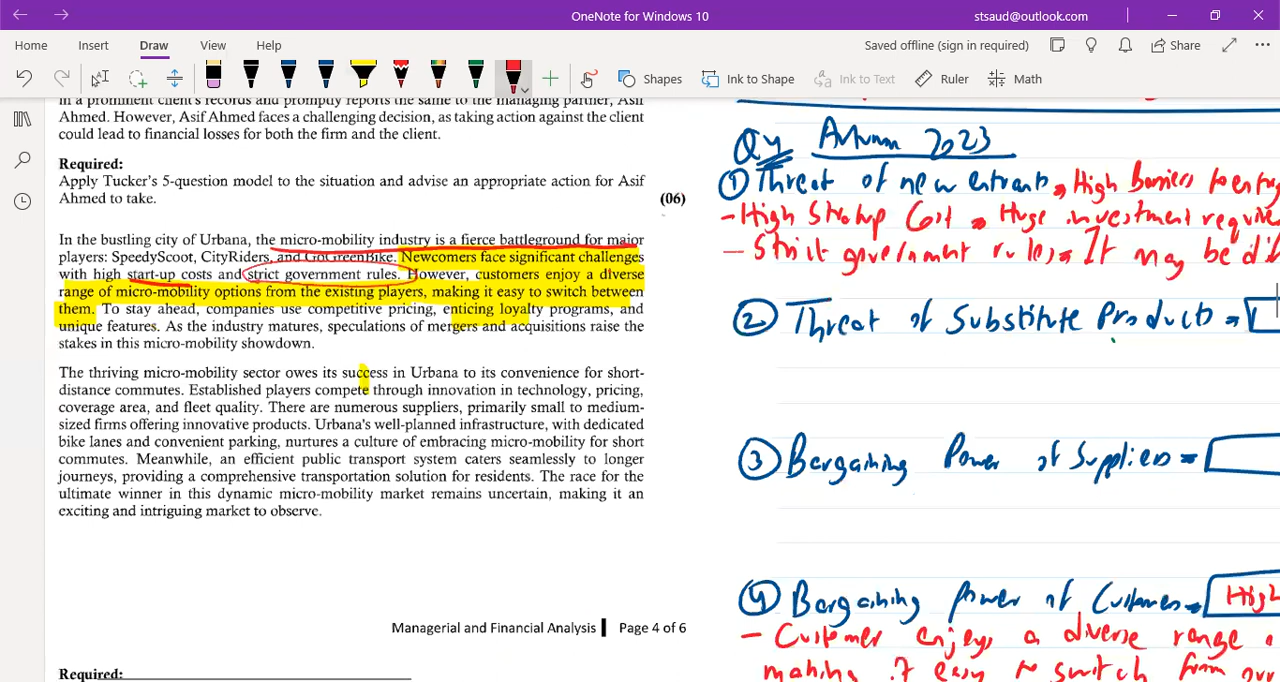 OneNote for Windows 10
stsaud@outlook.com
Home Insert Draw View Help
Saved offline (sign in required) Share
Shapes Ink to Shape Ink to Text Ruler Math
in a prominent client's records and promptly reports the same to the managing partner, Asif
Ahmed. However, Asif Ahmed faces a challenging decision, as taking action against the client
could lead to financial losses for both the firm and the client.
Required:
Apply Tucker's 5-question model to the situation and advise an appropriate action for Asif
Ahmed to take. (06)
In the bustling city of Urbana, the micro-mobility industry is a fierce battleground for major
players: SpeedyScoot, CityRiders, and GoGreenBike. Newcomers face significant challenges
with high start-up costs and strict government rules. However, customers enjoy a diverse
range of micro-mobility options from the existing players, making it easy to switch between
them. To stay ahead, companies use competitive pricing, enticing loyalty programs, and
unique features. As the industry matures, speculations of mergers and acquisitions raise the
stakes in this micro-mobility showdown.
The thriving micro-mobility sector owes its success in Urbana to its convenience for short-
distance commutes. Established players compete through innovation in technology, pricing,
coverage area, and fleet quality. There are numerous suppliers, primarily small to medium-
sized firms offering innovative products. Urbana's well-planned infrastructure, with dedicated
bike lanes and convenient parking, nurtures a culture of embracing micro-mobility for short
commutes. Meanwhile, an efficient public transport system caters seamlessly to longer
journeys, providing a comprehensive transportation solution for residents. The race for the
ultimate winner in this dynamic micro-mobility market remains uncertain, making it an
exciting and intriguing market to observe.
Managerial and Financial Analysis Page 4 of 6
Required:
Q4 Autumn 2023
① Threat of new entrants High Barriers to entry
- High Startup Cost Huge investment require
- Strict government rules It may be di
② Threat of Substitute Products
③ Bargaining Power of Suppliers
④ Bargaining power of Customers High
- Customer enjoys a diverse range
making it easy to switch from our